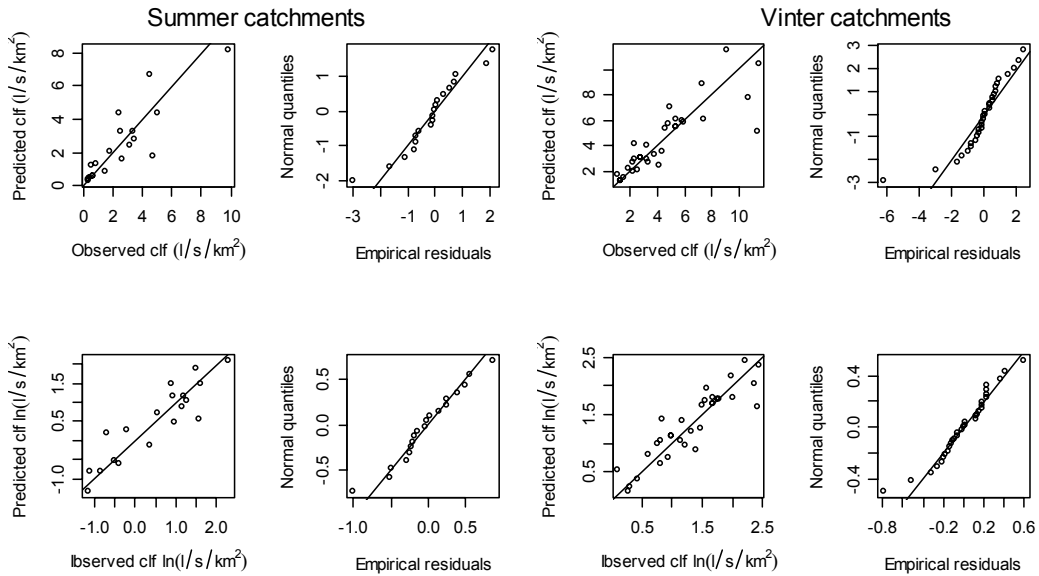 Summer catchments
Vinter catchments
Predicted clf (l/s/km²)
8
6
4
2
0
0 2 4 6 8 10
Observed clf (l/s/km²)
Normal quantiles
1
0
-1
-2
-3 -2 -1 0 1 2
Empirical residuals
Predicted clf (l/s/km²)
10
8
6
4
2
2 4 6 8 10
Observed clf (l/s/km²)
Normal quantiles
3
2
1
0
-1
-3
-6 -4 -2 0 2
Empirical residuals
Predicted clf ln(l/s/km²)
1.5
0.5
-1.0
-1.0 0.0 1.0 2.0
lbserved clf ln(l/s/km²)
Normal quantiles
0.5
0.0
-0.5
-1.0 0.0 0.5
Empirical residuals
Predicted clf ln(l/s/km²)
2.5
1.5
0.5
0.5 1.5 2.5
lbserved clf ln(l/s/km²)
Normal quantiles
0.4
0.0
-0.4
-0.8 -0.4 0.0 0.2 0.6
Empirical residuals